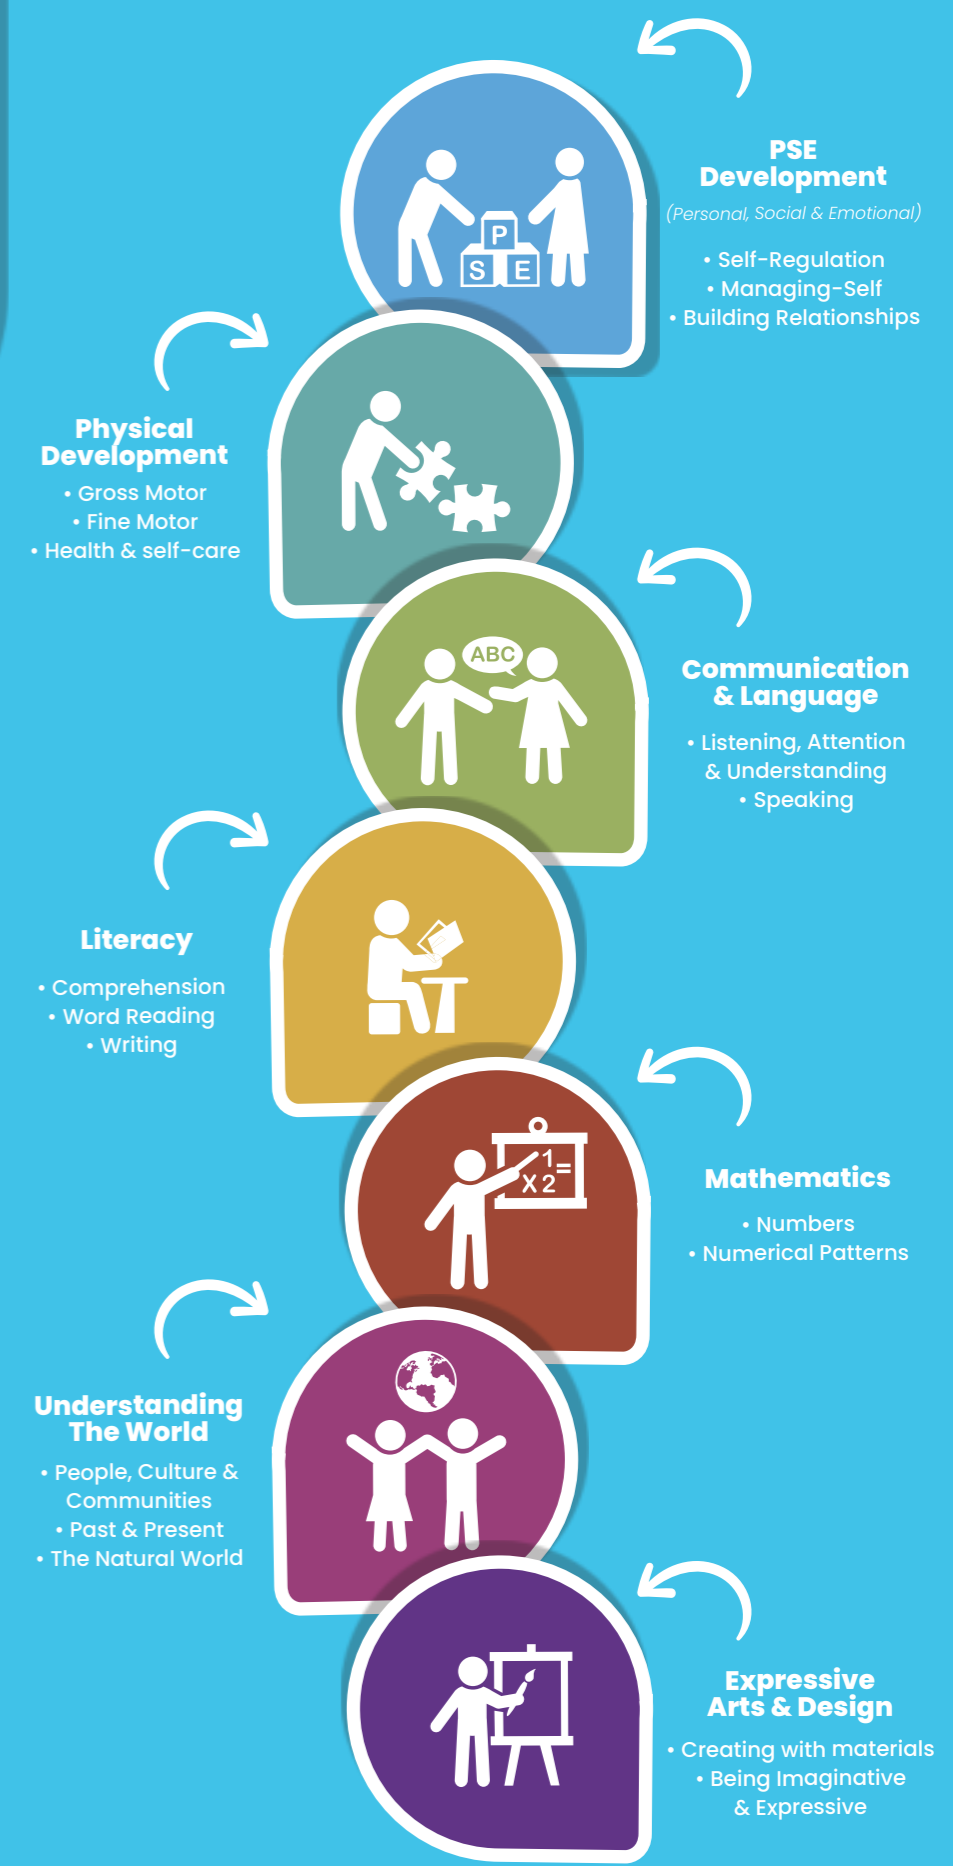 PSE
Development
(Personal, Social & Emotional)
• Self-Regulation
• Managing-Self
• Building Relationships
P
S E
Physical
Development
• Gross Motor
• Fine Motor
• Health & self-care
Communication
& Language
• Listening, Attention
& Understanding
• Speaking
ABC
Literacy
• Comprehension
• Word Reading
• Writing
Mathematics
• Numbers
• Numerical Patterns
1 =
X 2
Understanding
The World
• People, Culture &
Communities
• Past & Present
• The Natural World
Expressive
Arts & Design
• Creating with materials
• Being Imaginative
& Expressive